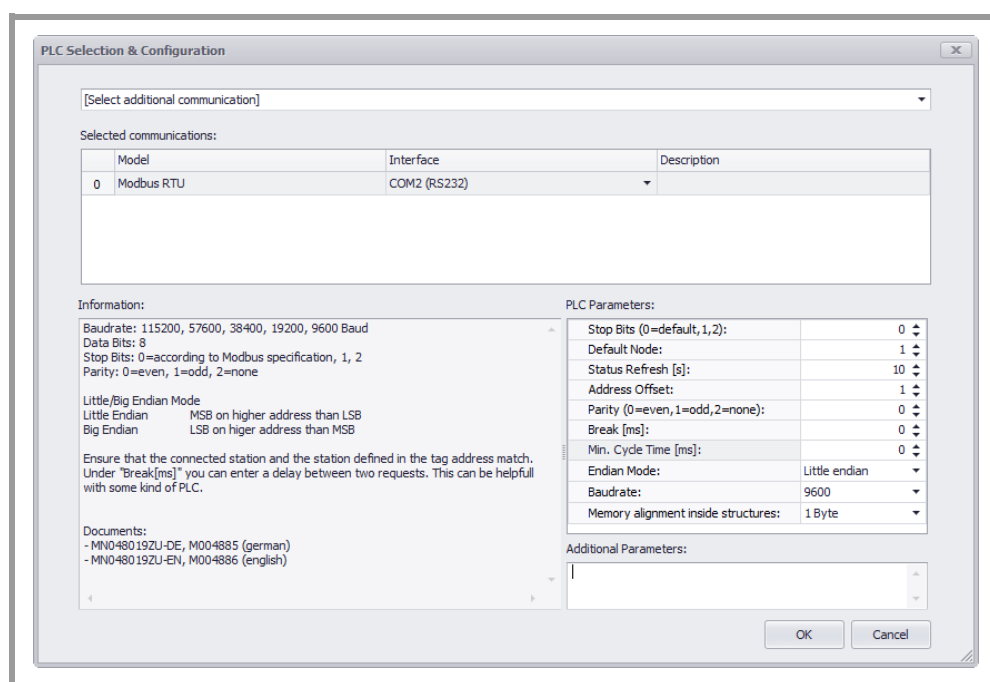 PLC Selection & Configuration
[Select additional communication]
Selected communications:
Model Interface Description
0 Modbus RTU COM2 (RS232)
Information:
Baudrate: 115200, 57600, 38400, 19200, 9600 Baud
Data Bits: 8
Stop Bits: 0=according to Modbus specification, 1, 2
Parity: 0=even, 1=odd, 2=none
Little/Big Endian Mode
Little Endian MSB on higher address than LSB
Big Endian LSB on higer address than MSB
Ensure that the connected station and the station defined in the tag address match.
Under "Break[ms]" you can enter a delay between two requests. This can be helpfull
with some kind of PLC.
Documents:
- MN048019ZU-DE, M004885 (german)
- MN048019ZU-EN, M004886 (english)
PLC Parameters:
Stop Bits (0=default,1,2): 0
Default Node: 1
Status Refresh [s]: 10
Address Offset: 1
Parity (0=even,1=odd,2=none): 0
Break [ms]: 0
Min. Cycle Time [ms]: 0
Endian Mode: Little endian
Baudrate: 9600
Memory alignment inside structures: 1 Byte
Additional Parameters:
OK Cancel